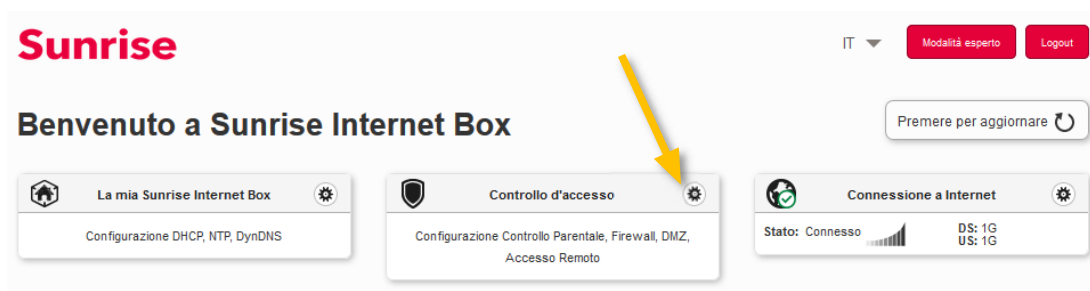 Sunrise
IT
Modalità esperto
Logout
Benvenuto a Sunrise Internet Box
Premere per aggiornare
La mia Sunrise Internet Box
Configurazione DHCP, NTP, DynDNS
Controllo d'accesso
Configurazione Controllo Parentale, Firewall, DMZ,
Accesso Remoto
Connessione a Internet
Stato: Connesso
DS: 1G
US: 1G